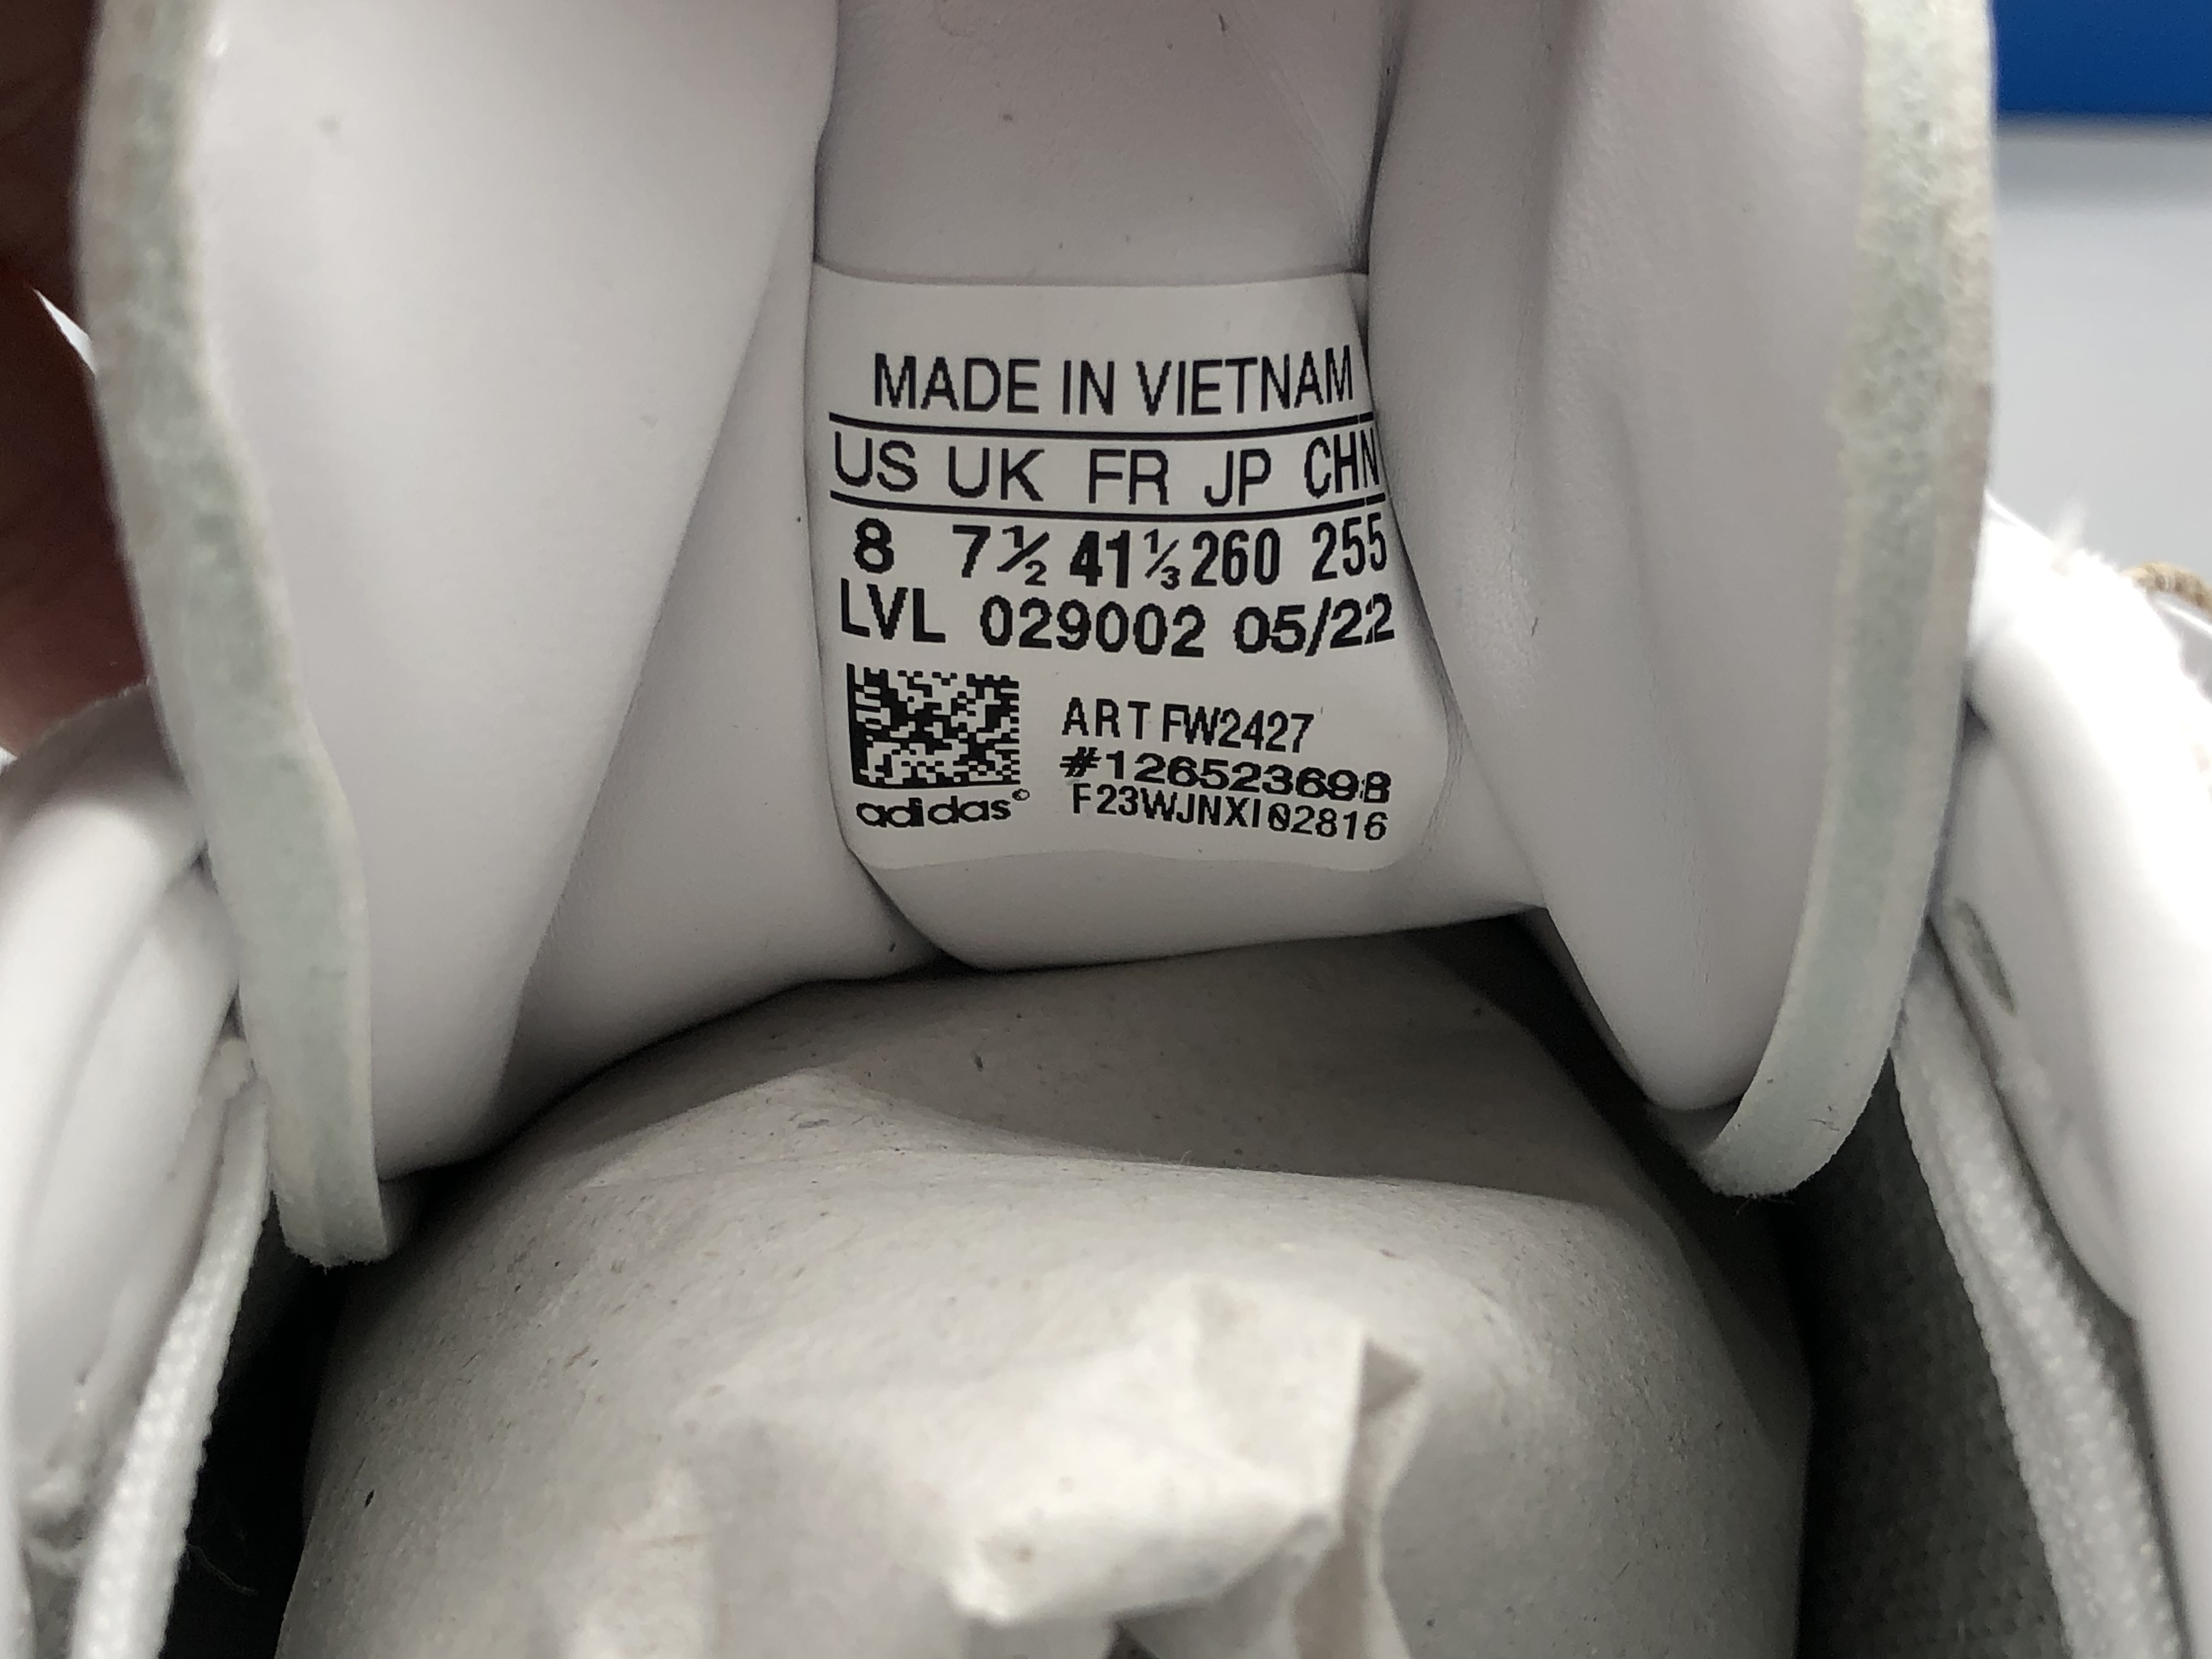 MADE IN VIETNAM
US UK FR JP CHN
8 7½ 41⅓ 260 255
LVL 029002 05/22
ART FW2427
#126523698
F23WJNXI02816
adidas©